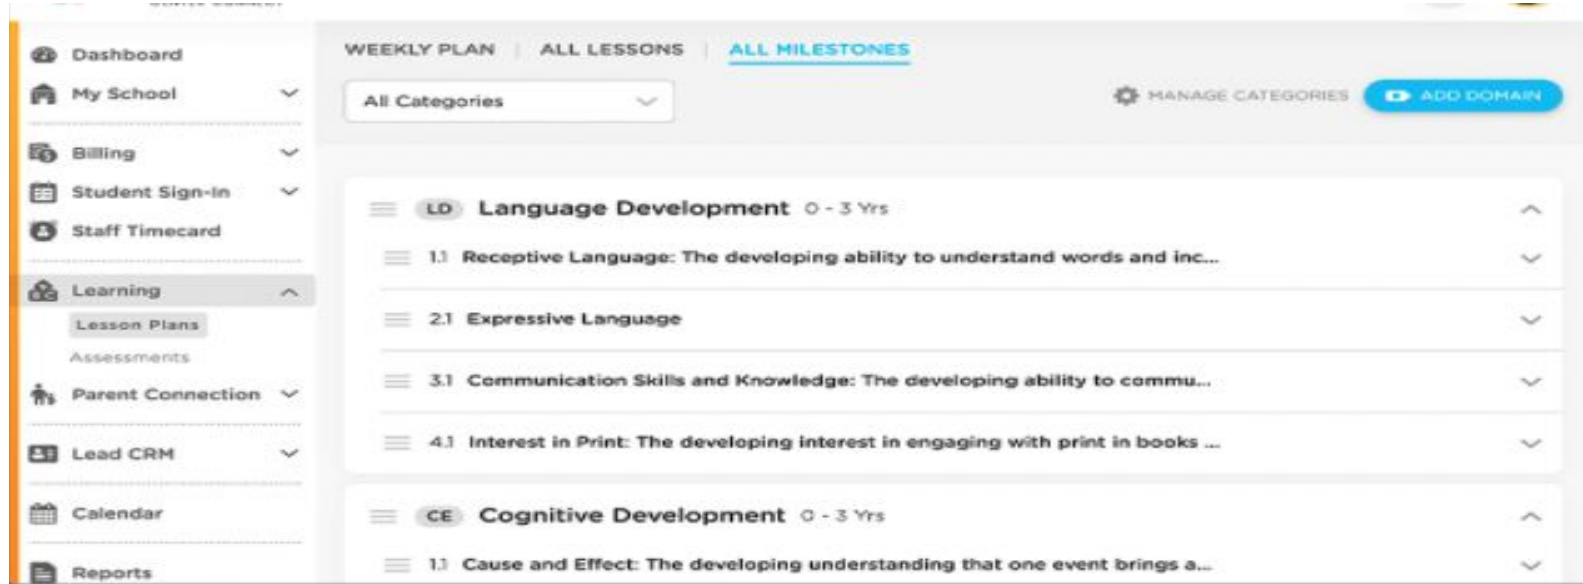 Dashboard
My School
Billing
Student Sign-In
Staff Timecard
Learning
Lesson Plans
Assessments
Parent Connection
Lead CRM
Calendar
Reports
WEEKLY PLAN | ALL LESSONS | ALL MILESTONES
All Categories
MANAGE CATEGORIES
ADD DOMAIN
LD Language Development 0 - 3 Yrs
1.1 Receptive Language: The developing ability to understand words and inc...
2.1 Expressive Language
3.1 Communication Skills and Knowledge: The developing ability to commu...
4.1 Interest in Print: The developing interest in engaging with print in books ...
CE Cognitive Development 0 - 3 Yrs
1.1 Cause and Effect: The developing understanding that one event brings a...